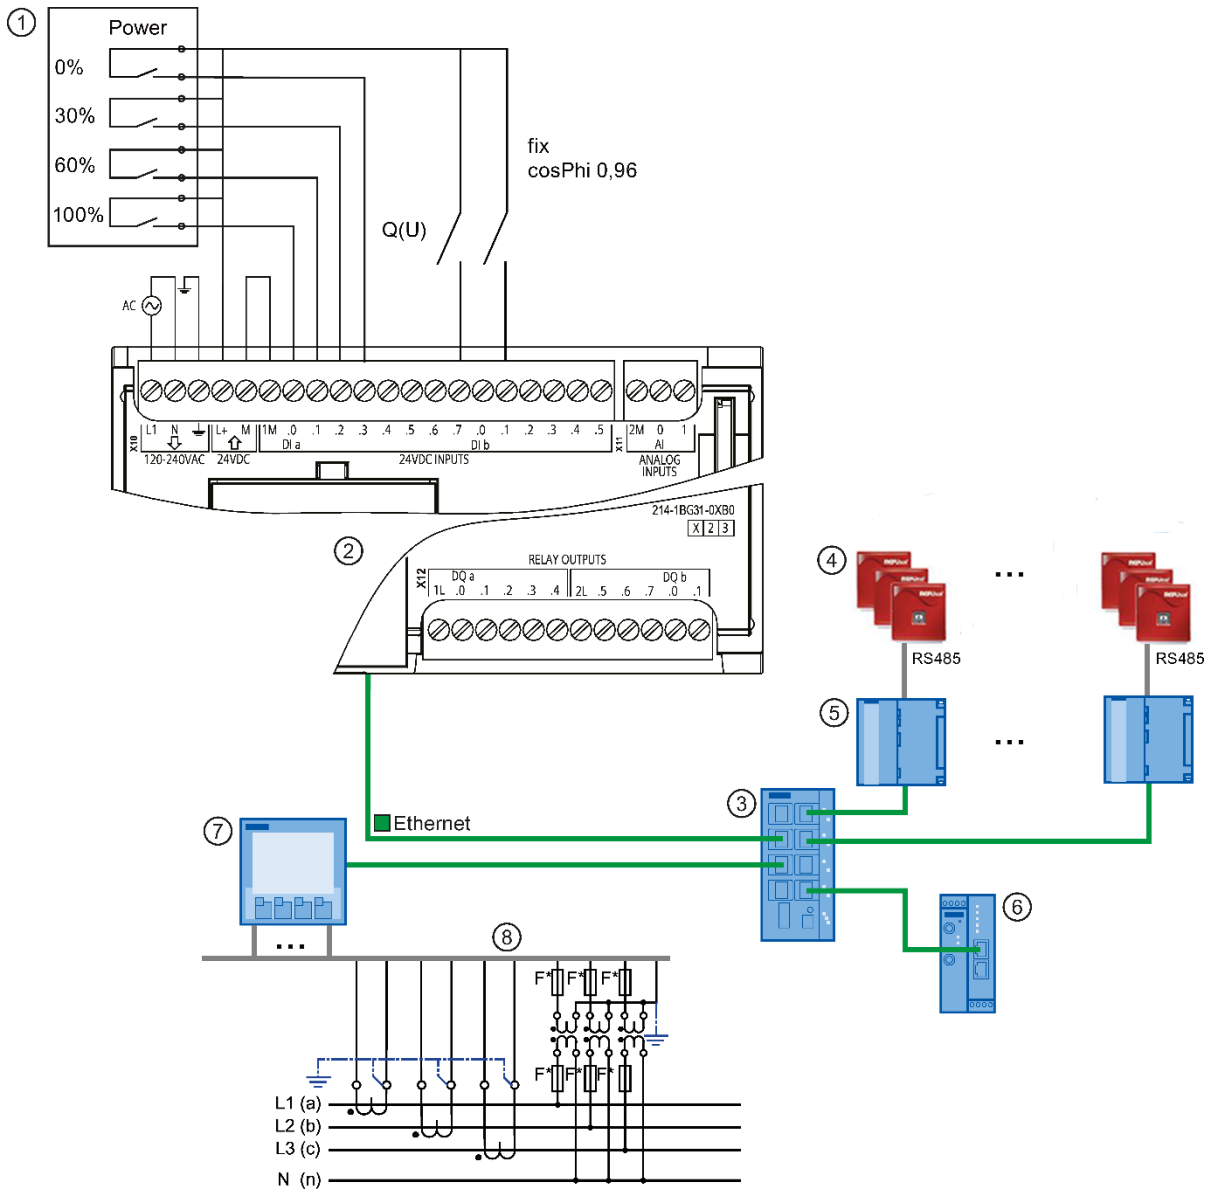 1
Power
0%
30%
60%
100%
fix
cosPhi 0,96
Q(U)
AC
X10
L1 N L+ M 1M .0 .1 .2 .3 .4 .5 .6 .7 .0 .1 .2 .3 .4 .5
X11
2M 0 1
DI a DI b AI
120-240VAC 24VDC 24VDC INPUTS
ANALOG
INPUTS
214-1BG31-0XB0
X 2 3
2
RELAY OUTPUTS
X12
DQ a DQ b
1L .0 .1 .2 .3 .4 2L .5 .6 .7 .0 .1
4
...
RS485 RS485
5
...
3
Ethernet
7
6
...
8
F* F* F*
F* F* F*
L1 (a)
L2 (b)
L3 (c)
N (n)